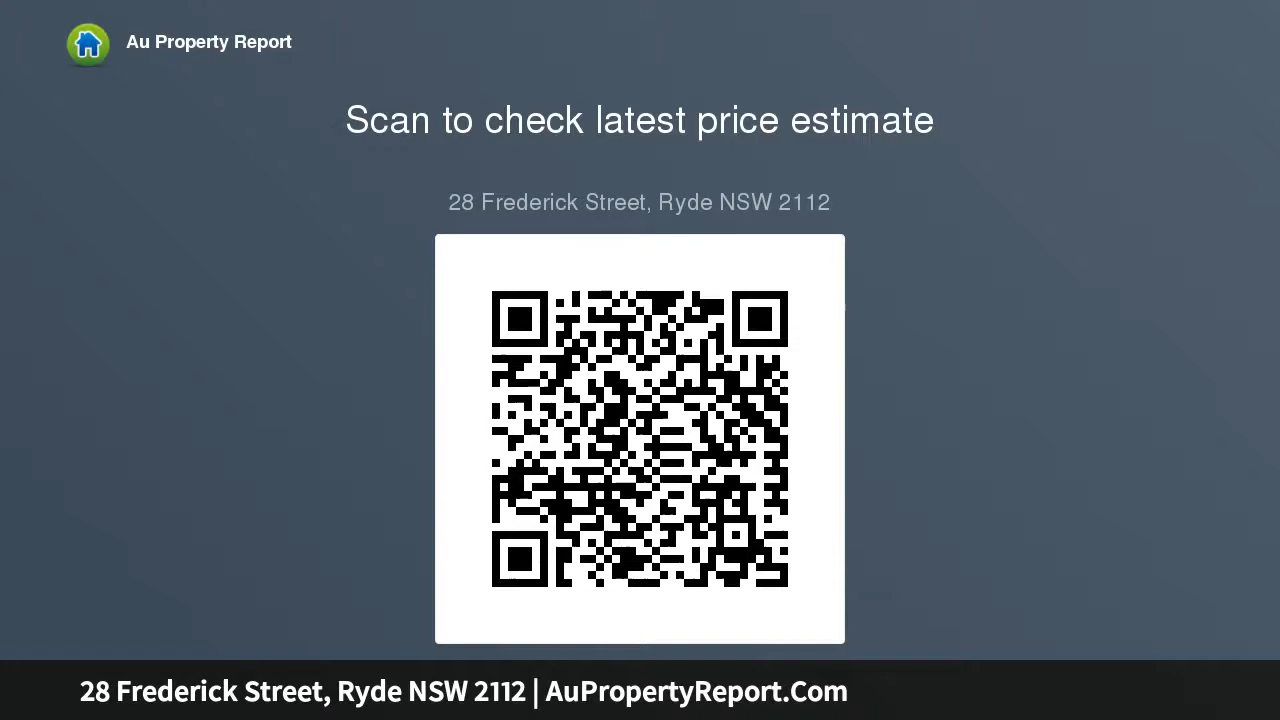 Au Property Report
Scan to check latest price estimate
28 Frederick Street, Ryde NSW 2112
28 Frederick Street, Ryde NSW 2112 | AuPropertyReport.Com